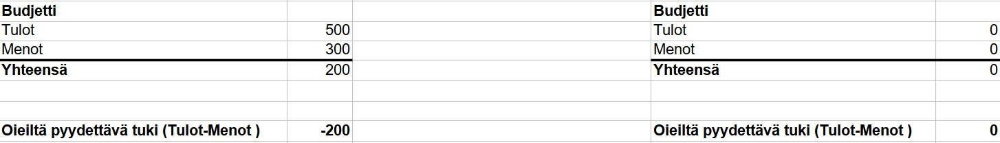 Budjetti Budjetti
Tulot 500 Tulot 0
Menot 300 Menot 0
Yhteensä 200 Yhteensä 0
Oieiltä pyydettävä tuki (Tulot-Menot ) -200 Oieiltä pyydettävä tuki (Tulot-Menot ) 0